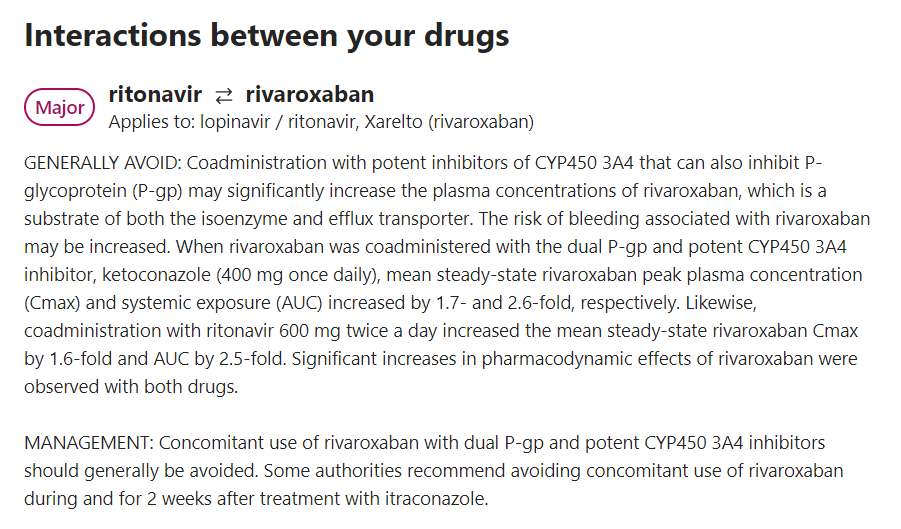 Interactions between your drugs
Major
ritonavir ⇄ rivaroxaban
Applies to: lopinavir / ritonavir, Xarelto (rivaroxaban)
GENERALLY AVOID: Coadministration with potent inhibitors of CYP450 3A4 that can also inhibit P-
glycoprotein (P-gp) may significantly increase the plasma concentrations of rivaroxaban, which is a
substrate of both the isoenzyme and efflux transporter. The risk of bleeding associated with rivaroxaban
may be increased. When rivaroxaban was coadministered with the dual P-gp and potent CYP450 3A4
inhibitor, ketoconazole (400 mg once daily), mean steady-state rivaroxaban peak plasma concentration
(Cmax) and systemic exposure (AUC) increased by 1.7- and 2.6-fold, respectively. Likewise,
coadministration with ritonavir 600 mg twice a day increased the mean steady-state rivaroxaban Cmax
by 1.6-fold and AUC by 2.5-fold. Significant increases in pharmacodynamic effects of rivaroxaban were
observed with both drugs.
MANAGEMENT: Concomitant use of rivaroxaban with dual P-gp and potent CYP450 3A4 inhibitors
should generally be avoided. Some authorities recommend avoiding concomitant use of rivaroxaban
during and for 2 weeks after treatment with itraconazole.